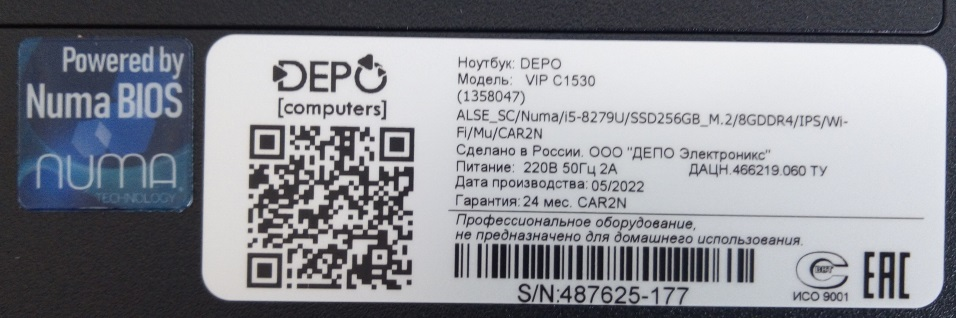 Powered by
Numa BIOS
NUMA
TECHNOLOGY
DEPO
[computers]
Ноутбук: DEPO
Модель: VIP C1530
(1358047)
ALSE_SC/Numa/i5-8279U/SSD256GB_M.2/8GDDR4/IPS/Wi-
Fi/Mu/CAR2N
Сделано в России. ООО "ДЕПО Электроникс"
Питание: 220В 50Гц 2А ДАЦН.466219.060 ТУ
Дата производства: 05/2022
Гарантия: 24 мес. CAR2N
Профессиональное оборудование,
не предназначено для домашнего использования.
S/N:487625-177
ИСО 9001
EAC